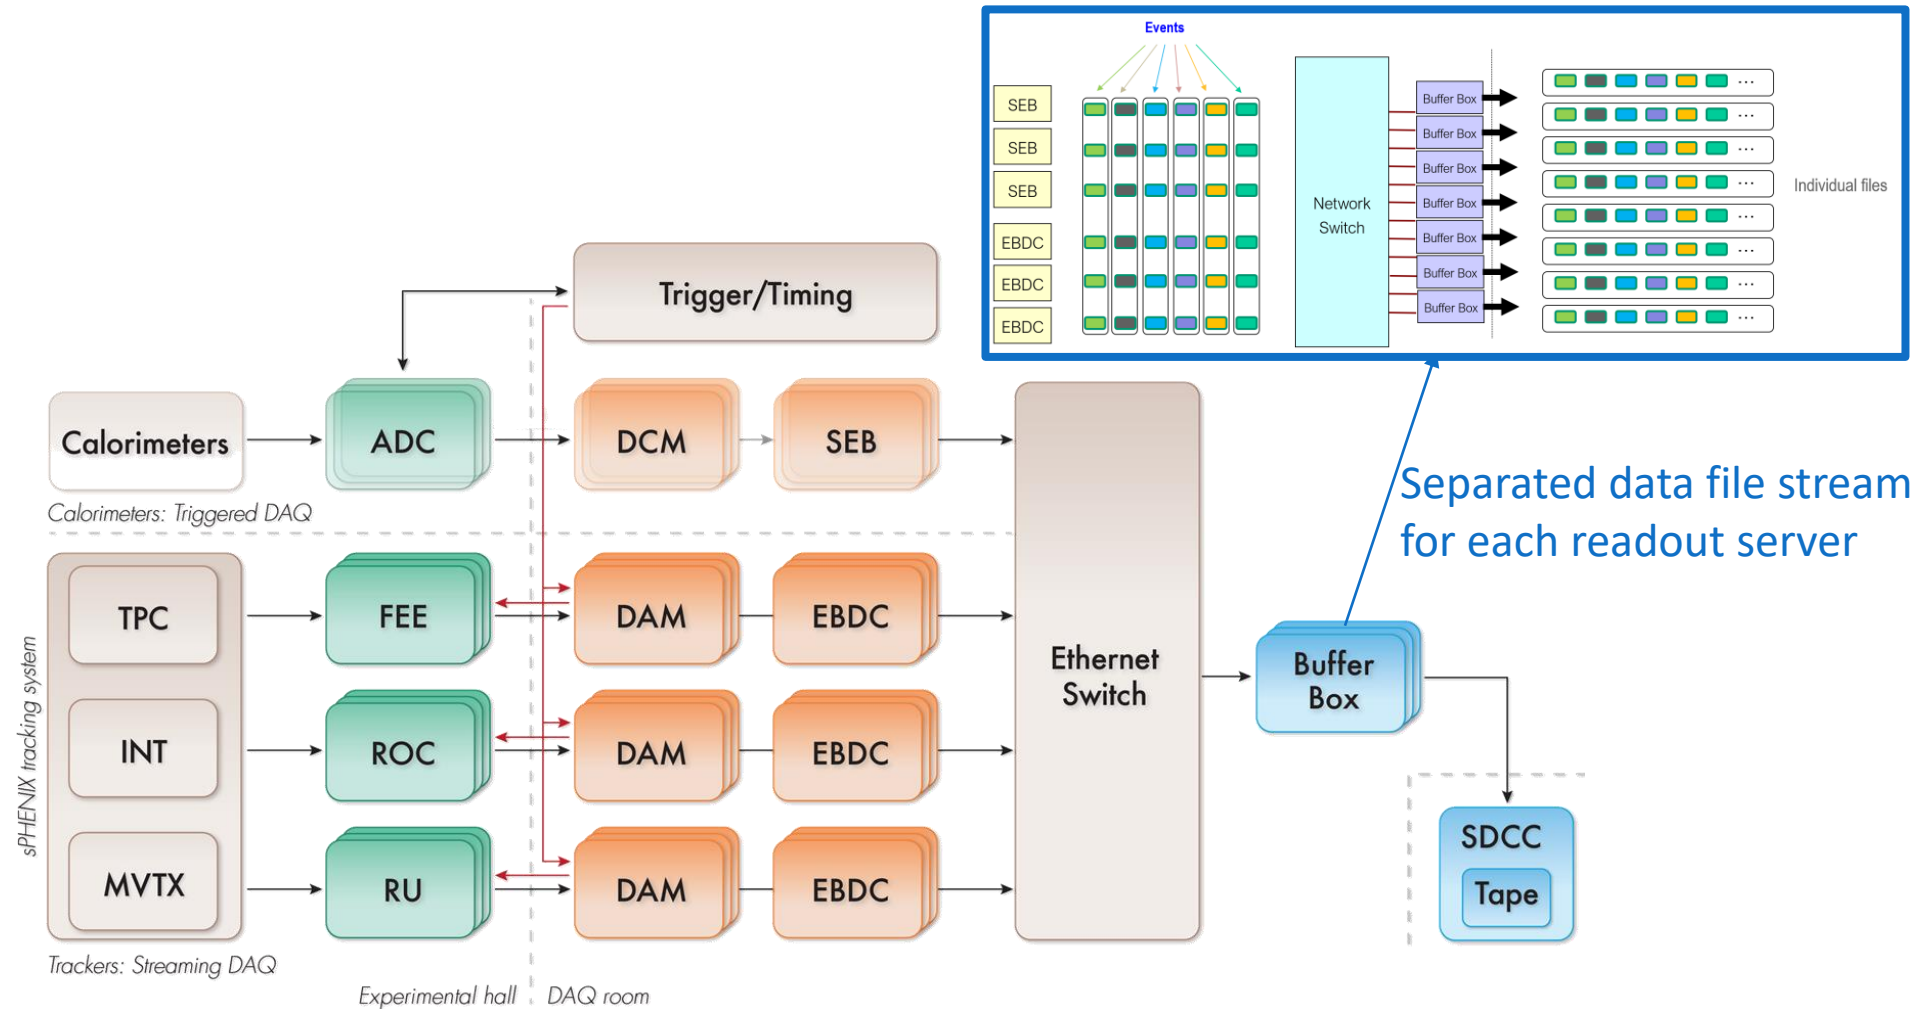 Events
SEB
SEB
SEB
EBDC
EBDC
EBDC
Network
Switch
Buffer Box
Buffer Box
Buffer Box
Buffer Box
Buffer Box
Buffer Box
Buffer Box
...
...
...
...
...
...
...
...
Individual files
Trigger/Timing
Calorimeters
ADC
DCM
SEB
Calorimeters: Triggered DAQ
Separated data file stream
for each readout server
sPHENIX tracking system
TPC
FEE
DAM
EBDC
INT
ROC
DAM
EBDC
MVTX
RU
DAM
EBDC
Ethernet
Switch
Buffer
Box
SDCC
Tape
Trackers: Streaming DAQ
Experimental hall
DAQ room